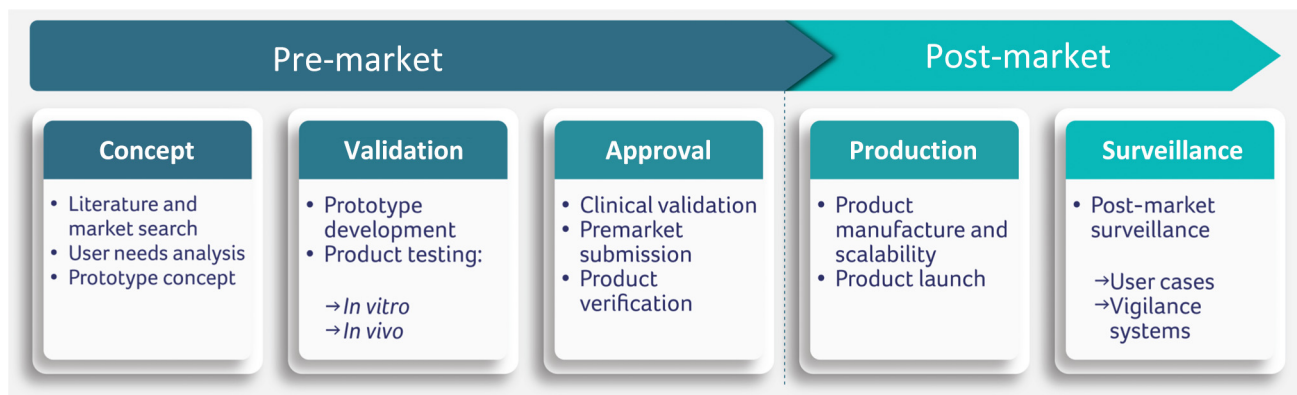 Pre-market
Post-market
Concept
• Literature and
market search
• User needs analysis
• Prototype concept
Validation
• Prototype
development
• Product testing:
→In vitro
→In vivo
Approval
• Clinical validation
• Premarket
submission
• Product
verification
Production
• Product
manufacture and
scalability
• Product launch
Surveillance
• Post-market
surveillance
→User cases
→Vigilance
systems